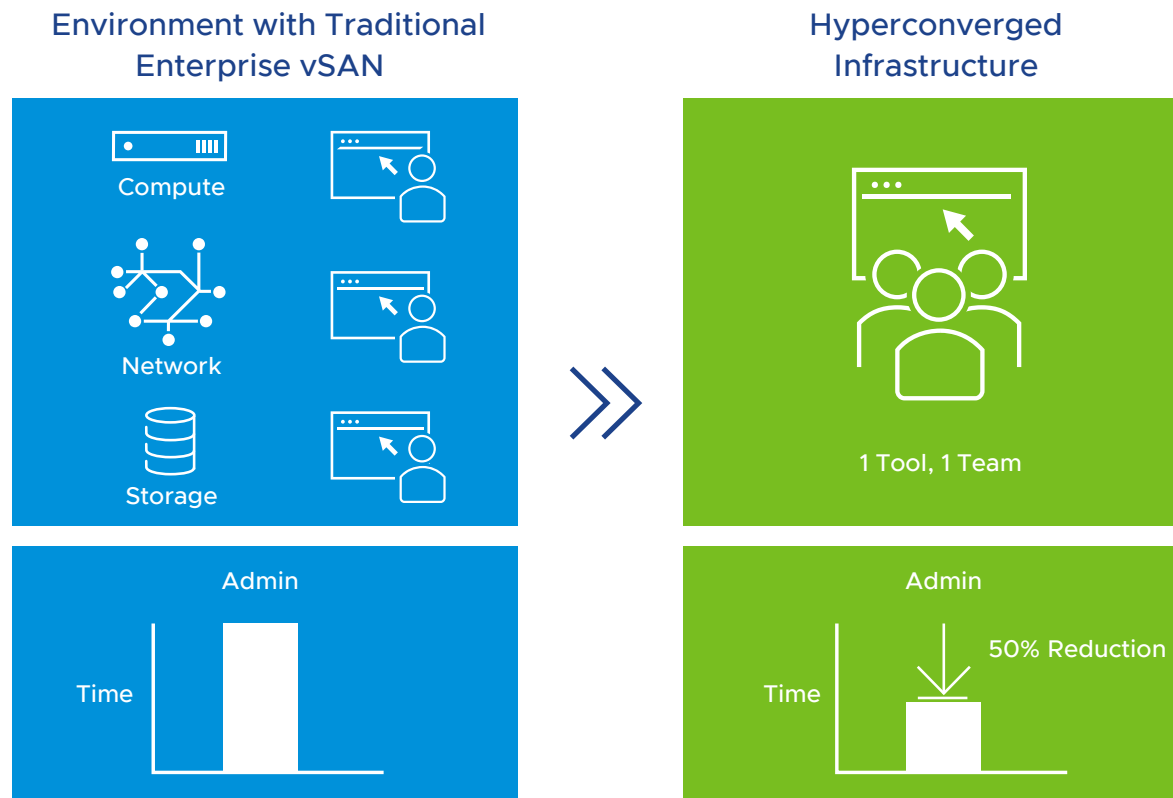 Environment with Traditional
Enterprise vSAN
Compute
Network
Storage
Admin
Time
Hyperconverged
Infrastructure
1 Tool, 1 Team
Admin
50% Reduction
Time